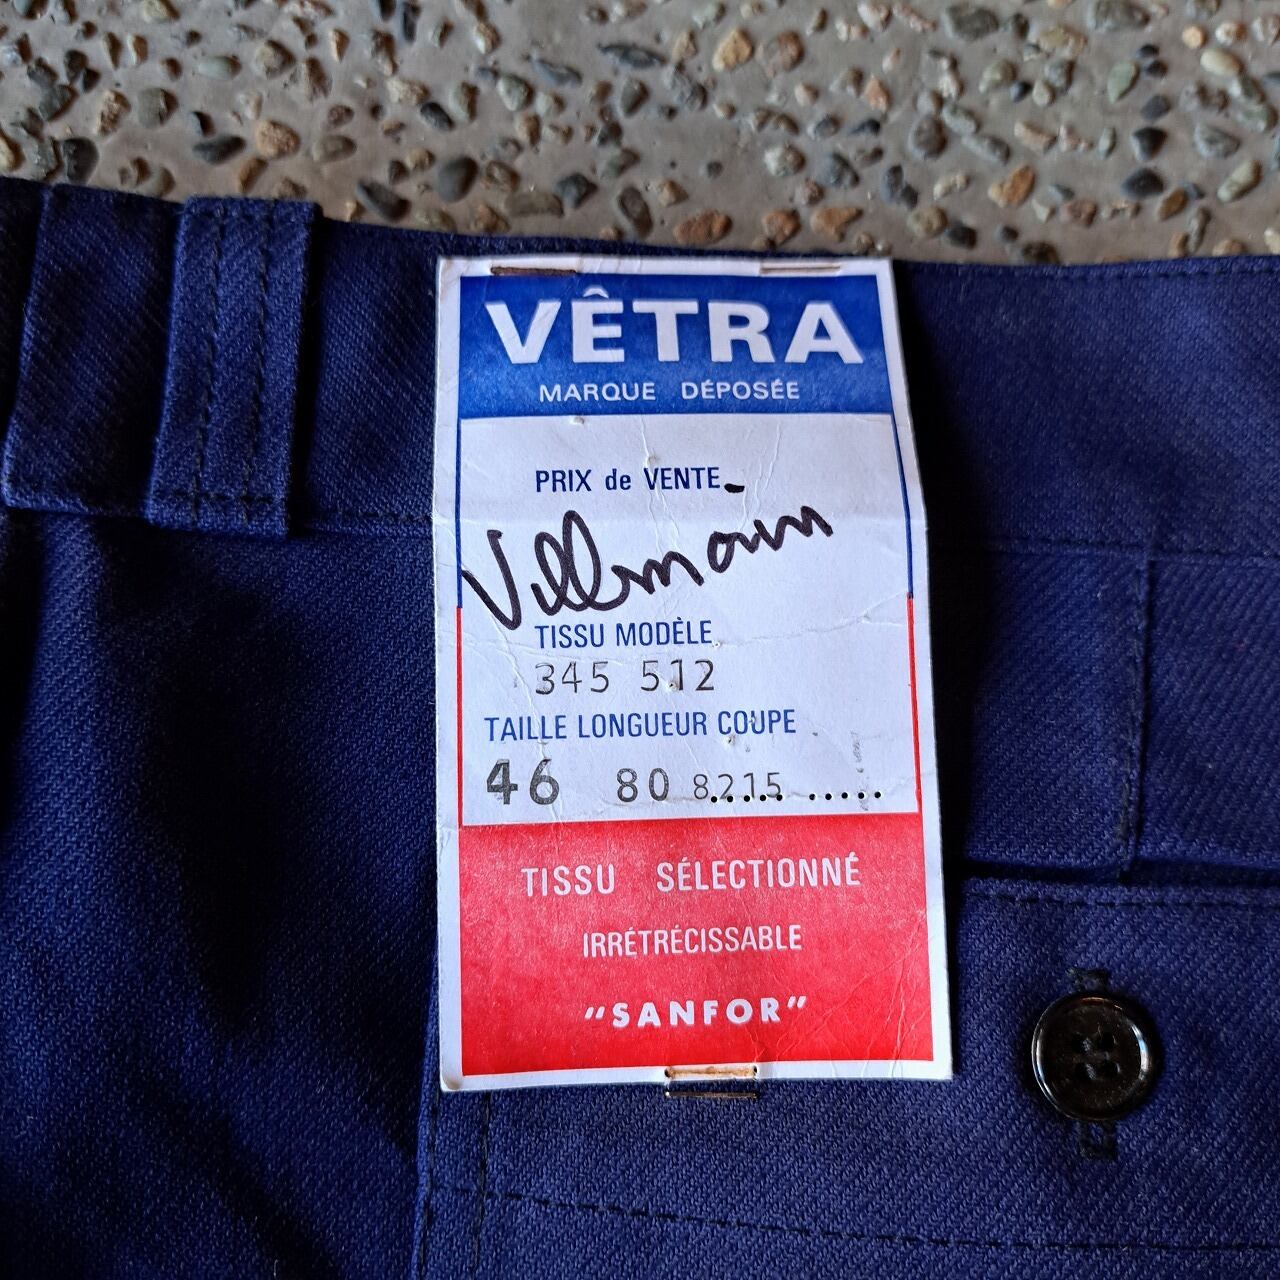 VÊTRA
MARQUE DÉPOSÉE
PRIX de VENTE
TISSU MODÈLE
345 512
TAILLE LONGUEUR COUPE
46 80 8215
TISSU SÉLECTIONNÉ
IRRÉTRÉCISSABLE
"SANFOR"